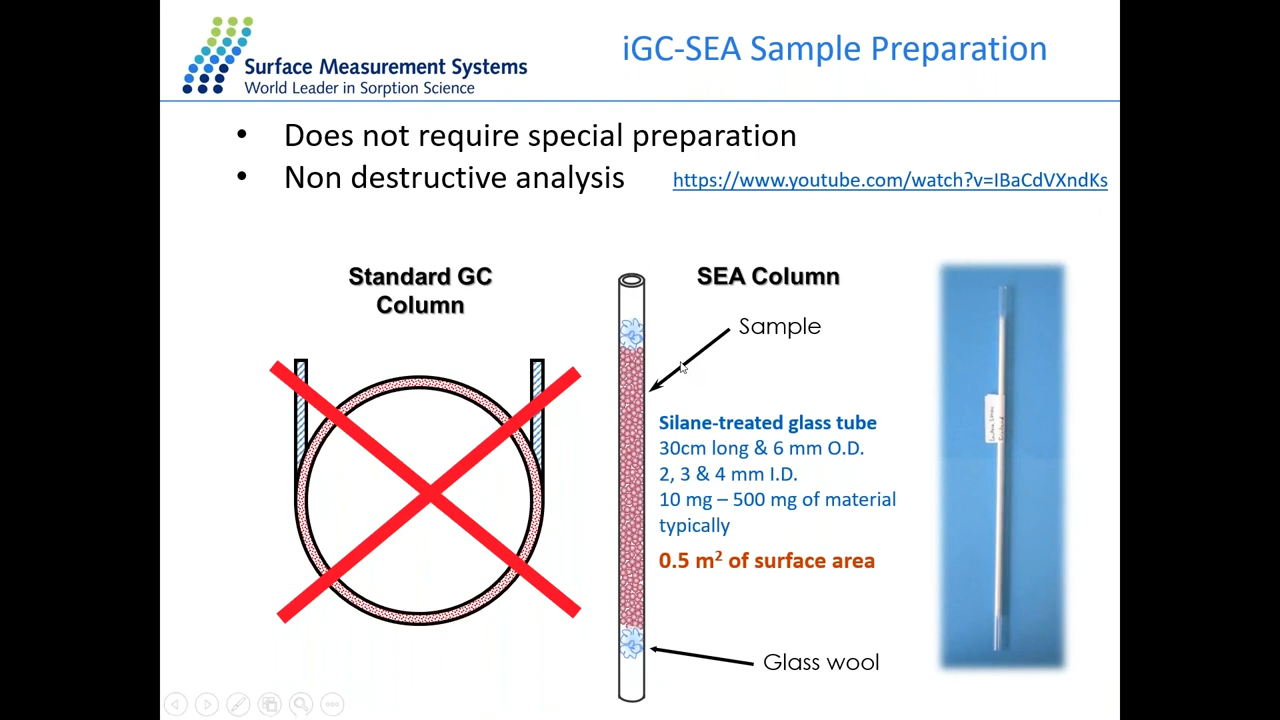 Surface Measurement Systems
World Leader in Sorption Science
iGC-SEA Sample Preparation
• Does not require special preparation
• Non destructive analysis
https://www.youtube.com/watch?v=IBaCdVXndKs
Standard GC
Column
SEA Column
Sample
Silane-treated glass tube
30cm long & 6 mm O.D.
2, 3 & 4 mm I.D.
10 mg – 500 mg of material
typically
0.5 m² of surface area
Glass wool